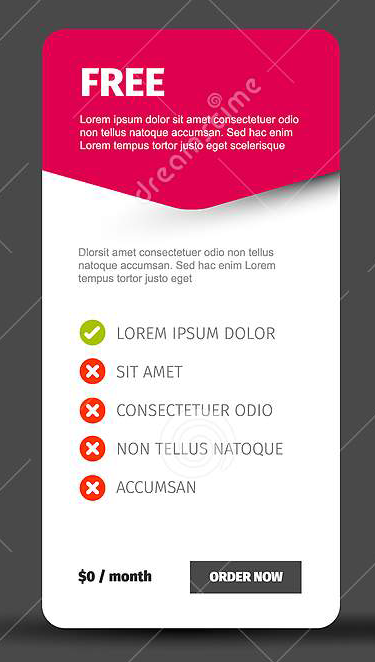 FREE
Lorem ipsum dolor sit amet consectetuer odio
non tellus natoque accumsan. Sed hac enim
Lorem tempus tortor justo eget scelerisque
dreamstime
Dlorsit amet consectetuer odio non tellus
natoque accumsan. Sed hac enim Lorem
tempus tortor justo eget
LOREM IPSUM DOLOR
SIT AMET
CONSECTETUER ODIO
NON TELLUS NATOQUE
ACCUMSAN
$0 / month
ORDER NOW